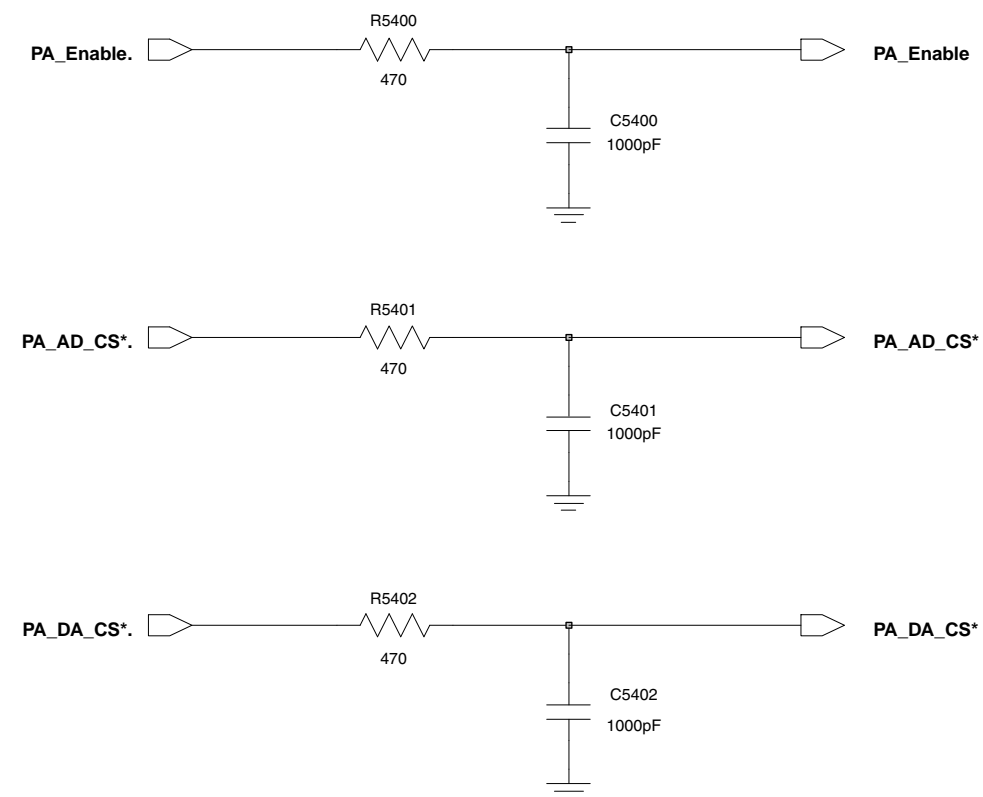 R5400
PA_Enable.
PA_Enable
470
C5400
1000pF
R5401
PA_AD_CS*.
PA_AD_CS*
470
C5401
1000pF
R5402
PA_DA_CS*.
PA_DA_CS*
470
C5402
1000pF